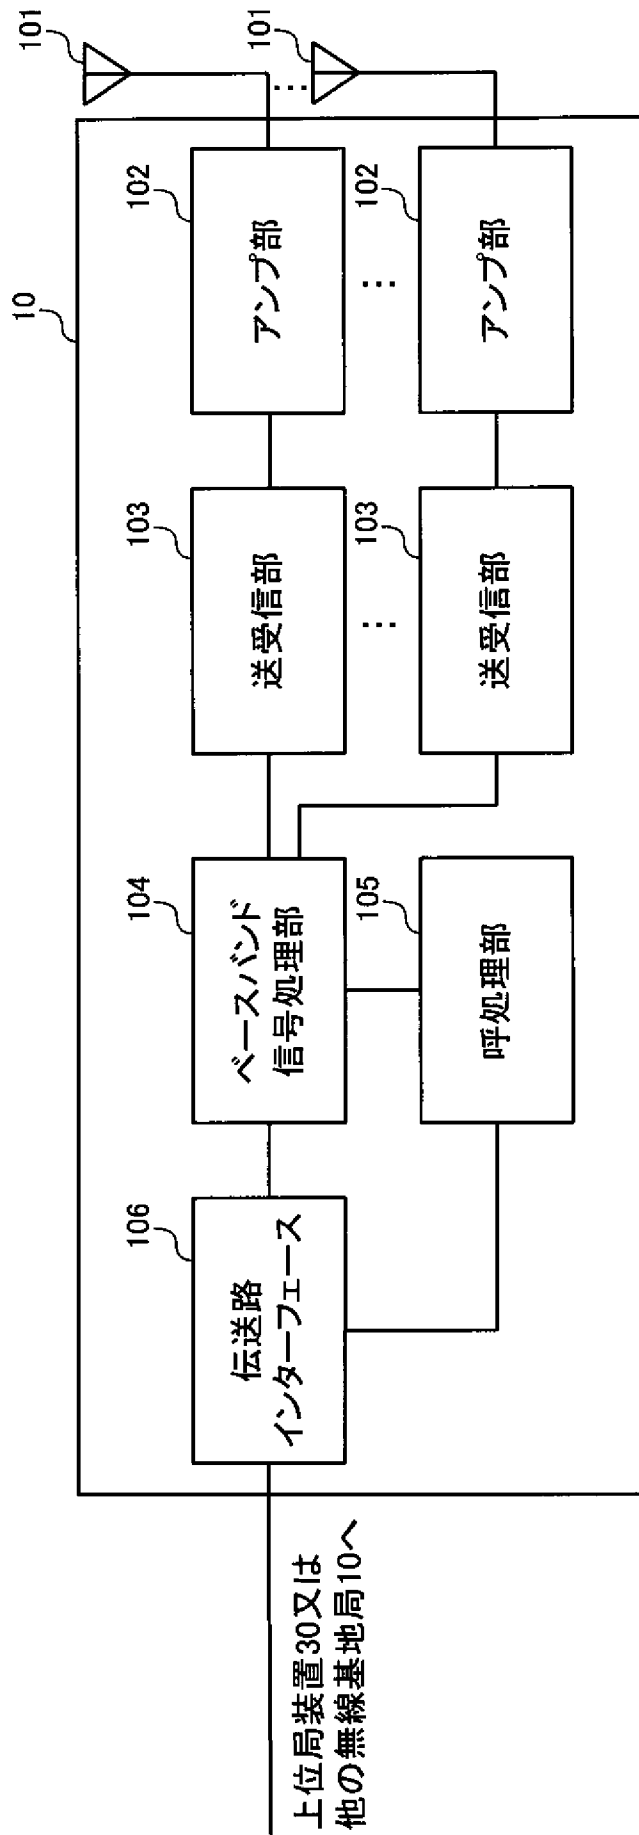 10
101
102
アンプ部
103
送受信部
104
ベースバンド
信号処理部
106
伝送路
インターフェース
101
102
アンプ部
103
送受信部
105
呼処理部
⋮
⋮
…
上位局装置30又は
他の無線基地局10へ